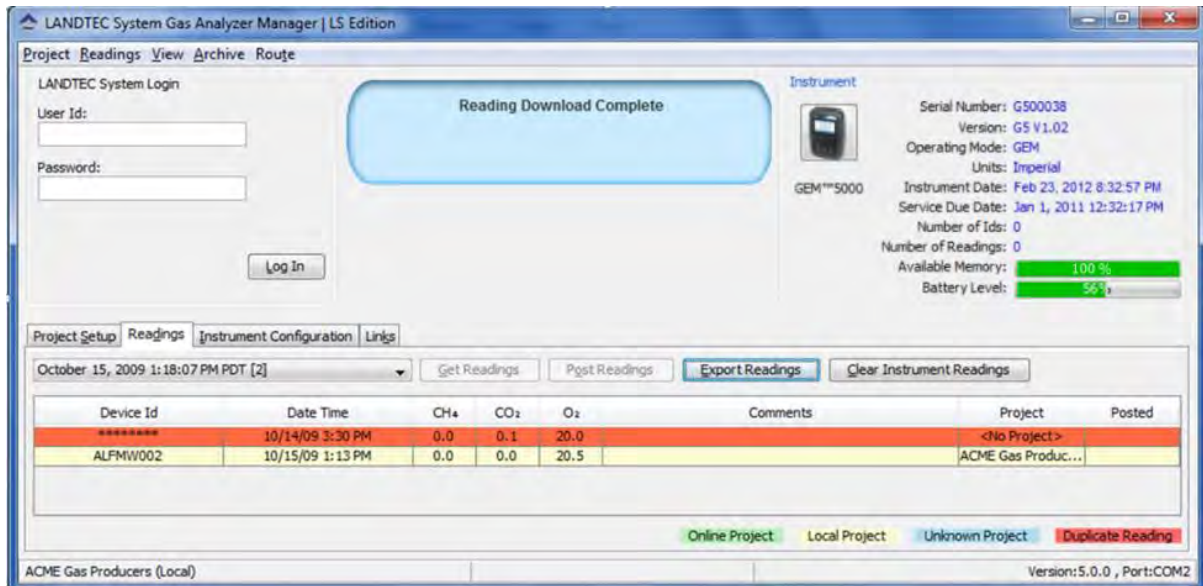 LANDTEC System Gas Analyzer Manager | LS Edition
Project Readings View Archive Route
LANDTEC System Login
User Id:
Password:
Log In
Reading Download Complete
Instrument
GEM™5000
Serial Number: G500038
Version: G5 V1.02
Operating Mode: GEM
Units: Imperial
Instrument Date: Feb 23, 2012 8:32:57 PM
Service Due Date: Jan 1, 2011 12:32:17 PM
Number of Ids: 0
Number of Readings: 0
Available Memory: 100 %
Battery Level: 56%
Project Setup Readings Instrument Configuration Links
October 15, 2009 1:18:07 PM PDT [2] Get Readings Post Readings Export Readings Clear Instrument Readings
Device Id Date Time CH₄ CO₂ O₂ Comments Project Posted
******** 10/14/09 3:30 PM 0.0 0.1 20.0 <No Project>
ALFMW002 10/15/09 1:13 PM 0.0 0.0 20.5 ACME Gas Produc...
Online Project Local Project Unknown Project Duplicate Reading
ACME Gas Producers (Local) Version:5.0.0 , Port:COM2